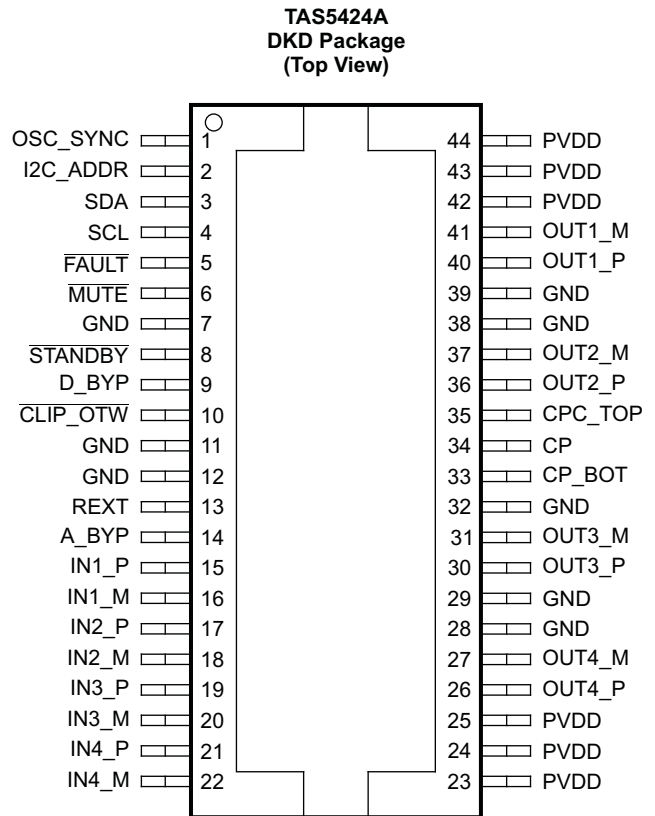 TAS5424A
DKD Package
(Top View)
OSC_SYNC 1 44 PVDD
I2C_ADDR 2 43 PVDD
SDA 3 42 PVDD
SCL 4 41 OUT1_M
FAULT 5 40 OUT1_P
MUTE 6 39 GND
GND 7 38 GND
STANDBY 8 37 OUT2_M
D_BYP 9 36 OUT2_P
CLIP_OTW 10 35 CPC_TOP
GND 11 34 CP
GND 12 33 CP_BOT
REXT 13 32 GND
A_BYP 14 31 OUT3_M
IN1_P 15 30 OUT3_P
IN1_M 16 29 GND
IN2_P 17 28 GND
IN2_M 18 27 OUT4_M
IN3_P 19 26 OUT4_P
IN3_M 20 25 PVDD
IN4_P 21 24 PVDD
IN4_M 22 23 PVDD